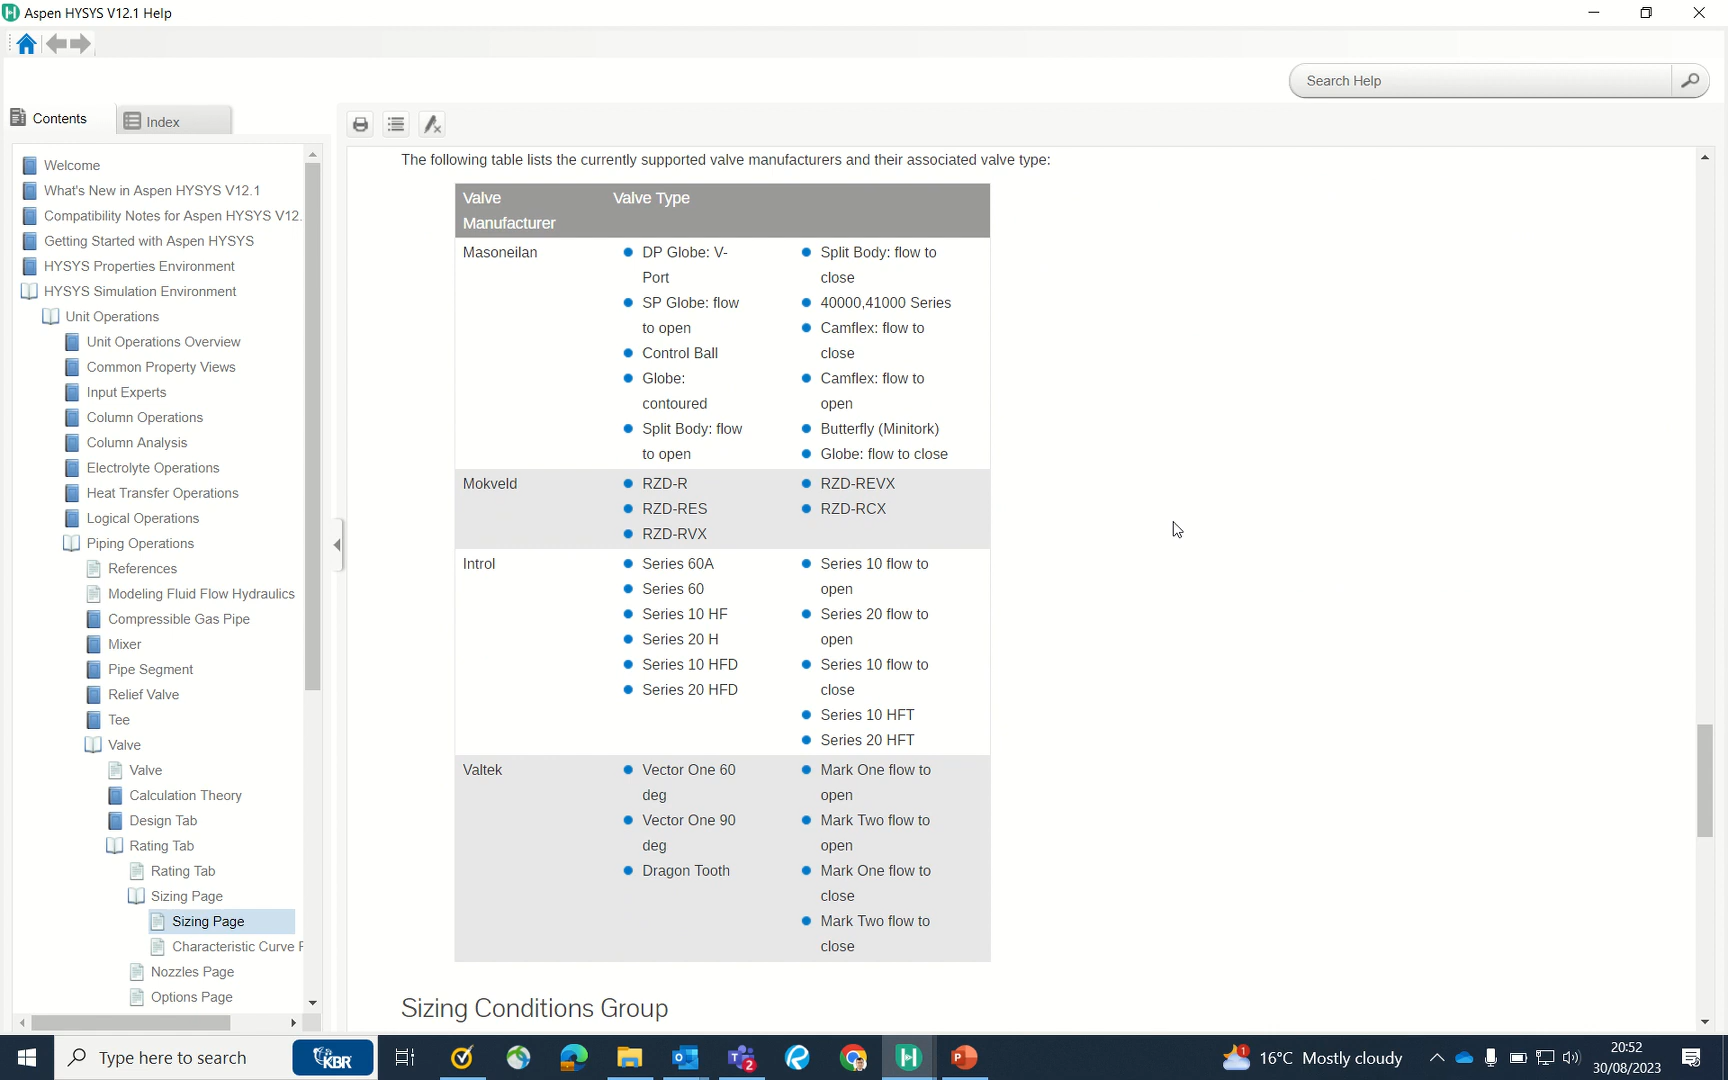 Aspen HYSYS V12.1 Help
Search Help
Contents
Index
Welcome
What's New in Aspen HYSYS V12.1
Compatibility Notes for Aspen HYSYS V12.
Getting Started with Aspen HYSYS
HYSYS Properties Environment
HYSYS Simulation Environment
Unit Operations
Unit Operations Overview
Common Property Views
Input Experts
Column Operations
Column Analysis
Electrolyte Operations
Heat Transfer Operations
Logical Operations
Piping Operations
References
Modeling Fluid Flow Hydraulics
Compressible Gas Pipe
Mixer
Pipe Segment
Relief Valve
Tee
Valve
Valve
Calculation Theory
Design Tab
Rating Tab
Rating Tab
Sizing Page
Sizing Page
Characteristic Curve F
Nozzles Page
Options Page
The following table lists the currently supported valve manufacturers and their associated valve type:
Valve
Manufacturer
Valve Type
Masoneilan
DP Globe: V-
Port
SP Globe: flow
to open
Control Ball
Globe:
contoured
Split Body: flow
to open
Split Body: flow to
close
40000,41000 Series
Camflex: flow to
close
Camflex: flow to
open
Butterfly (Minitork)
Globe: flow to close
Mokveld
RZD-R
RZD-RES
RZD-RVX
RZD-REVX
RZD-RCX
Introl
Series 60A
Series 60
Series 10 HF
Series 20 H
Series 10 HFD
Series 20 HFD
Series 10 flow to
open
Series 20 flow to
open
Series 10 flow to
close
Series 10 HFT
Series 20 HFT
Valtek
Vector One 60
deg
Vector One 90
deg
Dragon Tooth
Mark One flow to
open
Mark Two flow to
open
Mark One flow to
close
Mark Two flow to
close
Sizing Conditions Group
Type here to search
KBR
2
1
16°C Mostly cloudy
20:52
30/08/2023